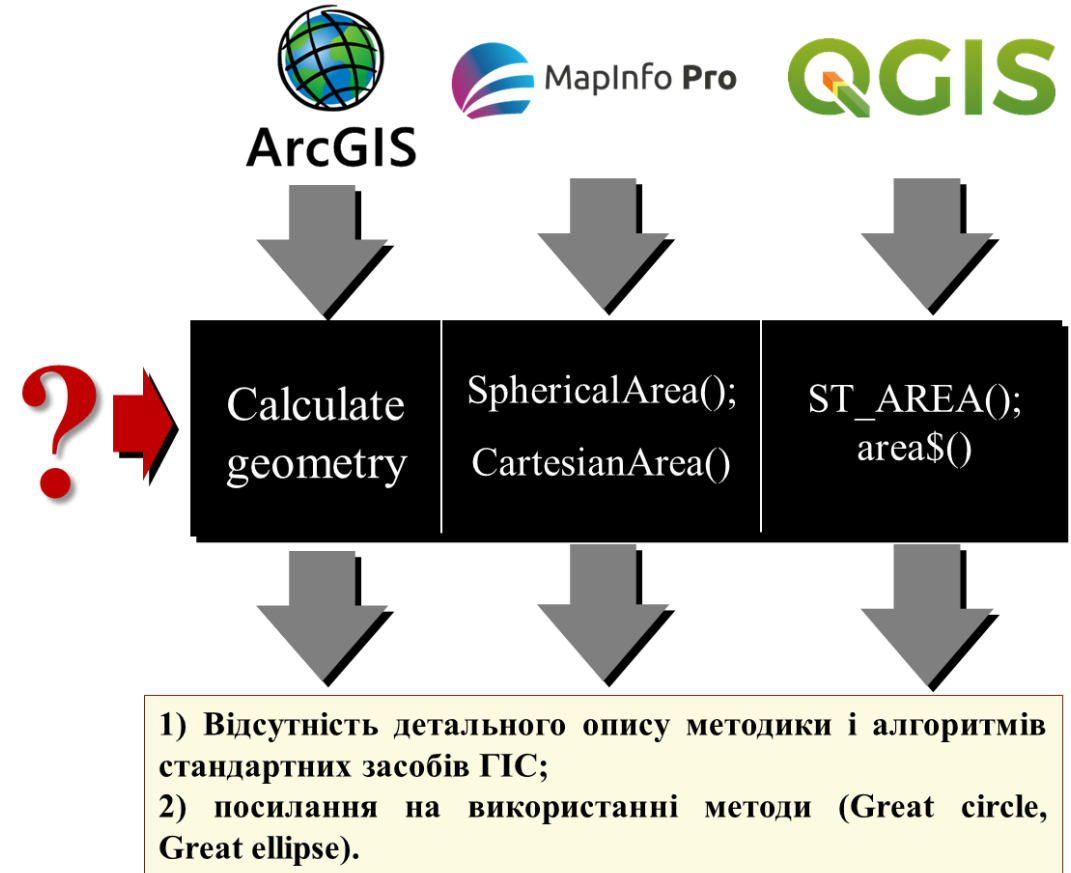 ArcGIS
MapInfo Pro
QGIS
?
Calculate
geometry
SphericalArea();
CartesianArea()
ST_AREA();
area$()
1) Відсутність детального опису методики і алгоритмів
стандартних засобів ГІС;
2) посилання на використанні методи (Great circle,
Great ellipse).